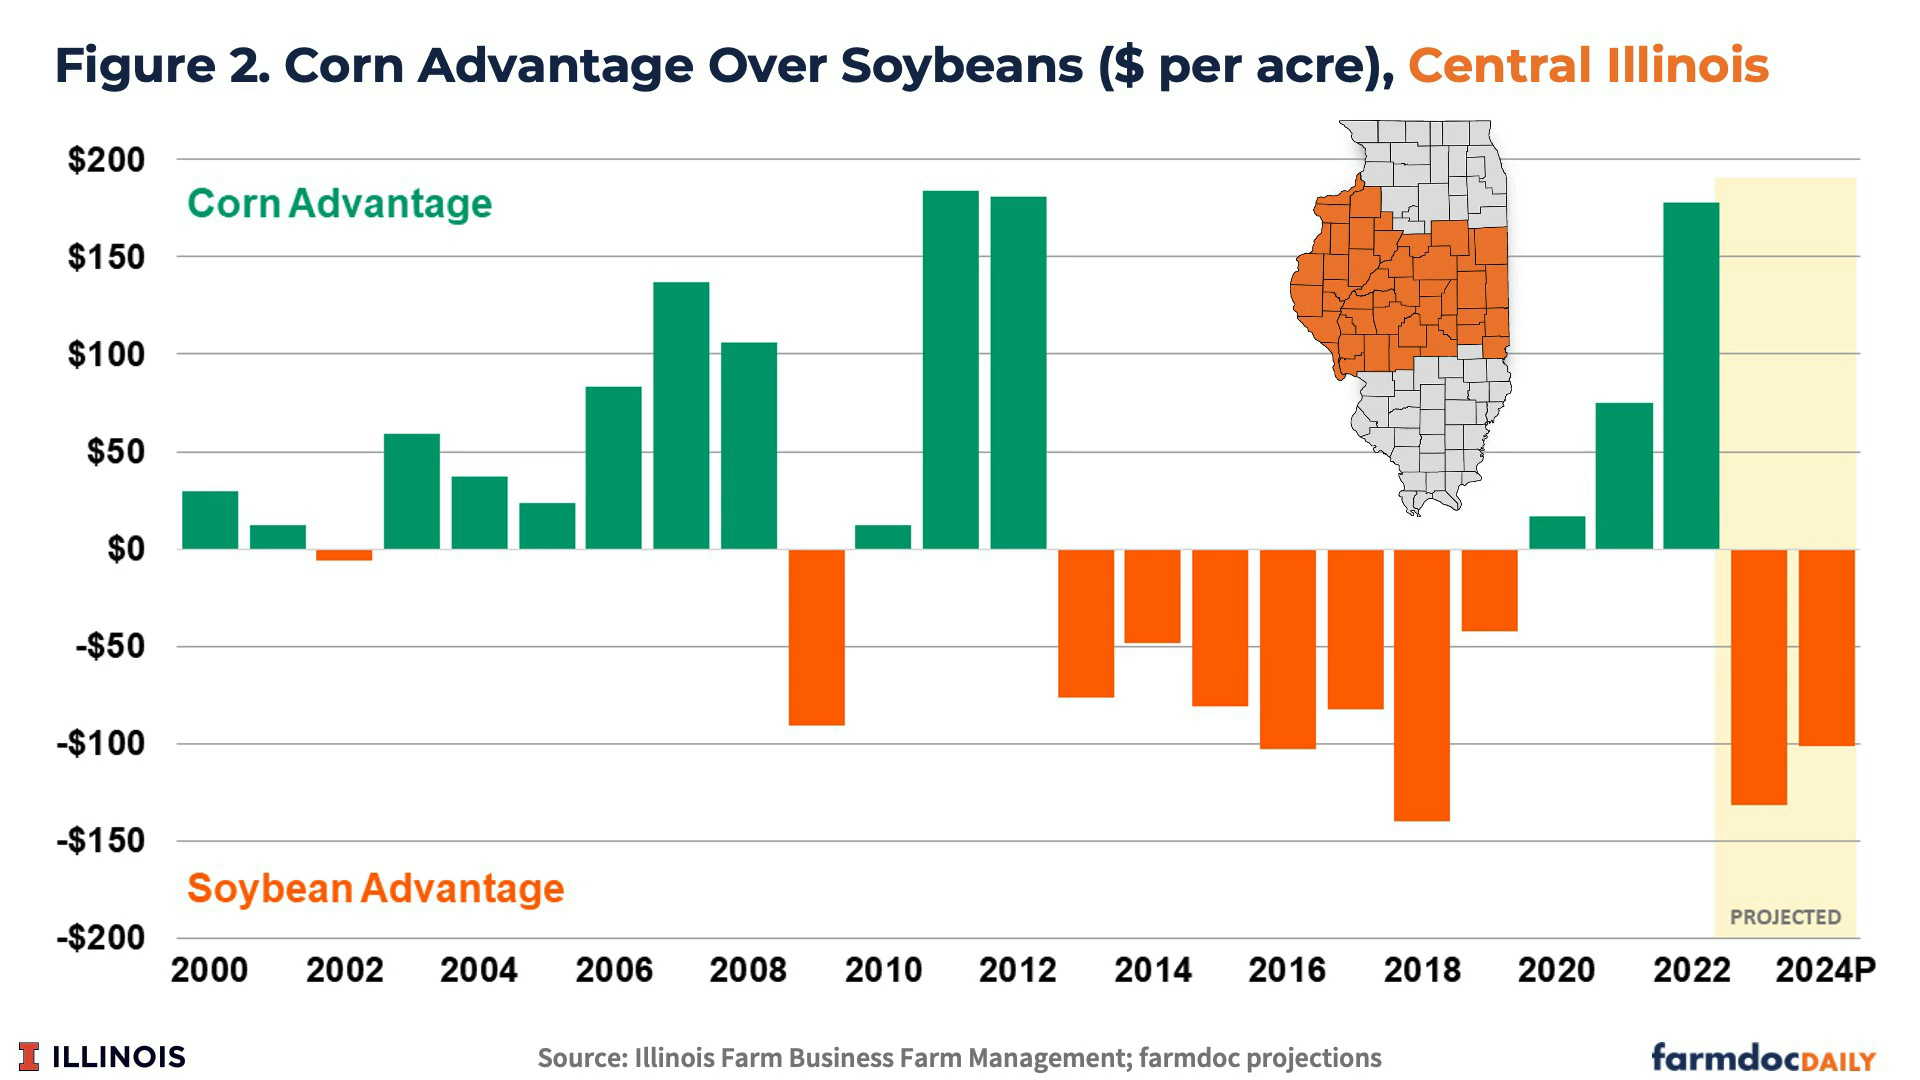 Figure 2. Corn Advantage Over Soybeans ($ per acre), Central Illinois
$200
Corn Advantage
$150
$100
$50
$0
-$50
-$100
-$150
Soybean Advantage
PROJECTED
-$200
2000 2002 2004 2006 2008 2010 2012 2014 2016 2018 2020 2022 2024P
I ILLINOIS
Source: Illinois Farm Business Farm Management; farmdoc projections
farmdocDAILY